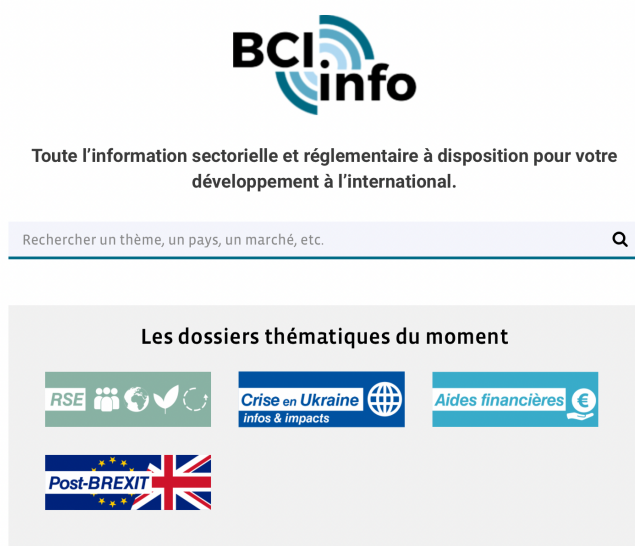 BCI
info
Toute l’information sectorielle et réglementaire à disposition pour votre
développement à l’international.
Rechercher un thème, un pays, un marché, etc.
Les dossiers thématiques du moment
RSE
Crise en Ukraine
infos & impacts
Aides financières
€
Post-BREXIT